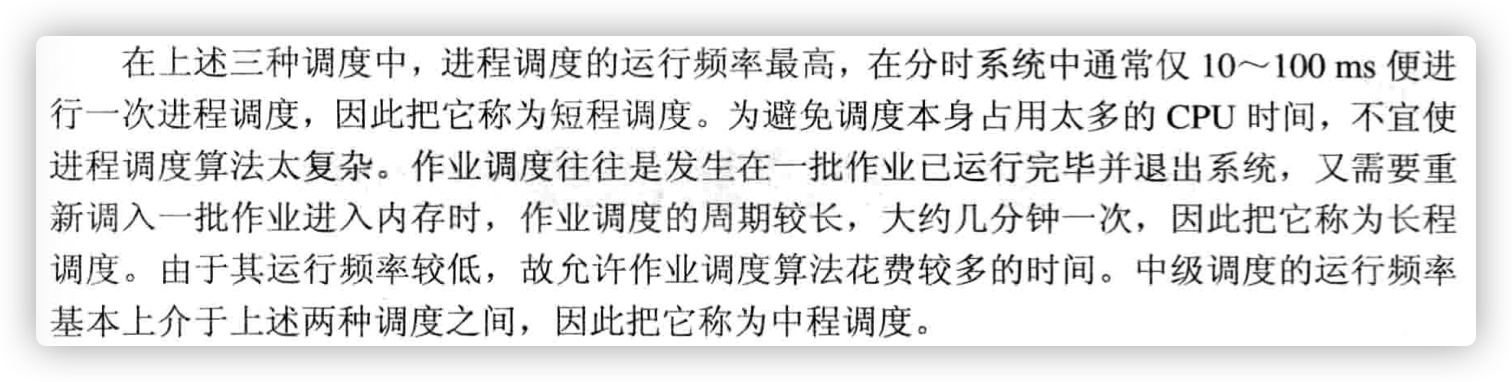 在上述三种调度中，进程调度的运行频率最高，在分时系统中通常仅 10～100 ms 便进
行一次进程调度，因此把它称为短程调度。为避免调度本身占用太多的 CPU 时间，不宜使
进程调度算法太复杂。作业调度往往是发生在一批作业已运行完毕并退出系统，又需要重
新调入一批作业进入内存时，作业调度的周期较长，大约几分钟一次，因此把它称为长程
调度。由于其运行频率较低，故允许作业调度算法花费较多的时间。中级调度的运行频率
基本上介于上述两种调度之间，因此把它称为中程调度。